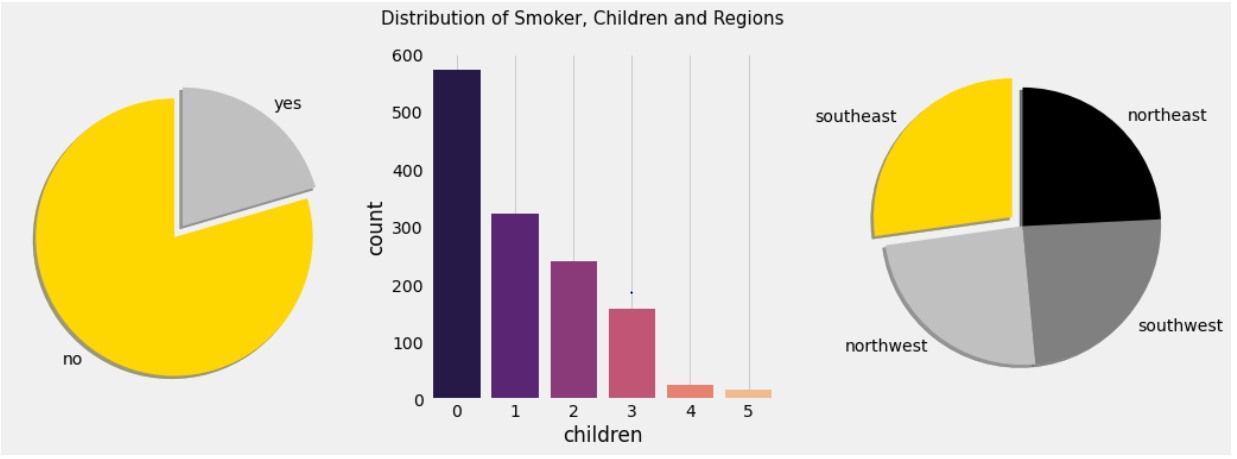 Distribution of Smoker, Children and Regions
yes
no
600
500
400
300
200
100
0
count
0 1 2 3 4 5
children
southeast
northeast
northwest
southwest